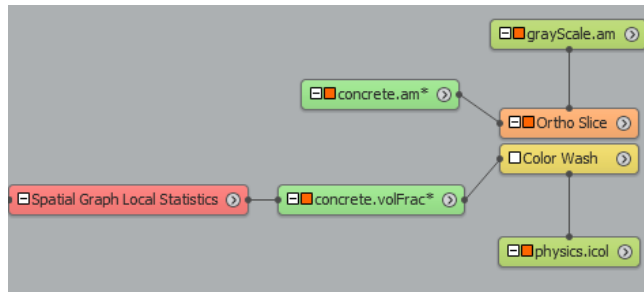 grayScale.am
concrete.am*
Ortho Slice
Color Wash
Spatial Graph Local Statistics
concrete.volFrac*
physics.icol